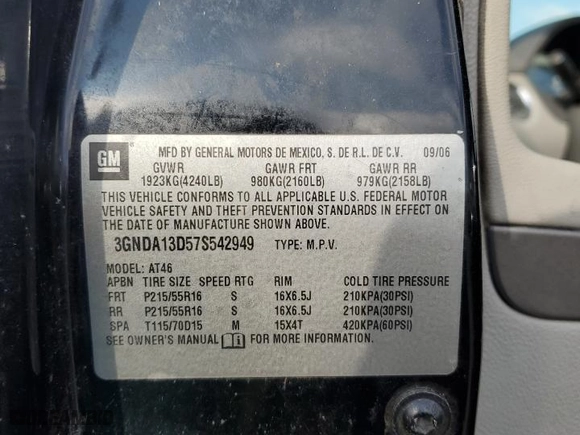 GM MFD BY GENERAL MOTORS DE MEXICO, S. DE R.L. DE C.V. 09/06
GVWR GAWR FRT GAWR RR
1923KG(4240LB) 980KG(2160LB) 979KG(2158LB)
THIS VEHICLE CONFORMS TO ALL APPLICABLE U.S. FEDERAL MOTOR
VEHICLE SAFETY AND THEFT PREVENTION STANDARDS IN EFFECT ON THE
DATE OF MANUFACTURE SHOWN ABOVE.
3GNDA13D57S542949 TYPE: M.P.V.
MODEL: AT46
APBN TIRE SIZE SPEED RTG RIM COLD TIRE PRESSURE
FRT P215/55R16 S 16X6.5J 210KPA(30PSI)
RR P215/55R16 S 16X6.5J 210KPA(30PSI)
SPA T115/70D15 M 15X4T 420KPA(60PSI)
SEE OWNER'S MANUAL FOR MORE INFORMATION